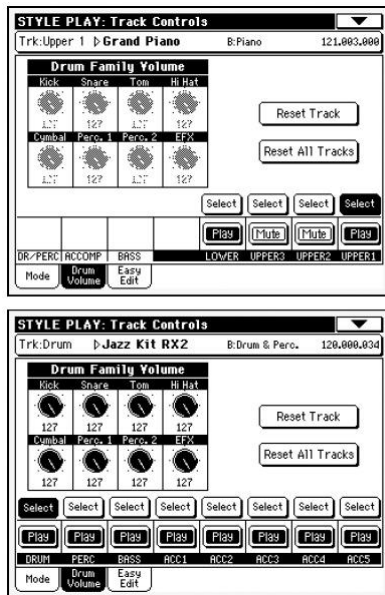 STYLE PLAY: Track Controls
Trk:Upper 1 ▷Grand Piano B:Piano 121.003.000
Drum Family Volume
Kick Snare Tom Hi Hat
127 127 127 127
Cymbal Perc. 1 Perc. 2 EFX
127 127 127 127
Reset Track
Reset All Tracks
Select Select Select Select
Play Mute Mute Play
DR/PERC ACCOMP BASS LOWER UPPER3 UPPER2 UPPER1
Mode Drum Volume Easy Edit
STYLE PLAY: Track Controls
Trk:Drum ▷Jazz Kit RX2 B:Drum & Perc. 120.000.034
Drum Family Volume
Kick Snare Tom Hi Hat
127 127 127 127
Cymbal Perc. 1 Perc. 2 EFX
127 127 127 127
Reset Track
Reset All Tracks
Select Select Select Select Select Select Select Select
Play Play Play Play Play Play Play Play
DRUM PERC BASS ACC1 ACC2 ACC3 ACC4 ACC5
Mode Drum Volume Easy Edit